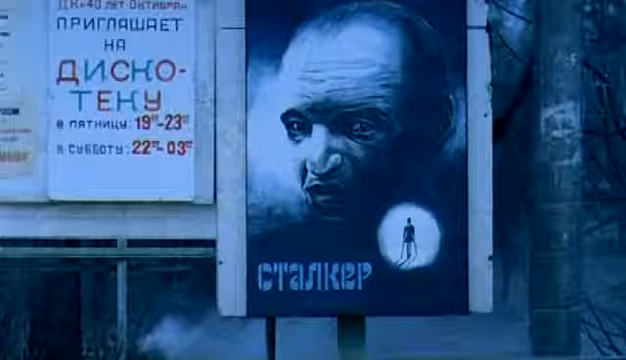 ДК «40 ЛЕТ ОКТЯБРЯ»
ПРИГЛАШАЕТ
НА
ДИСКО-
ТЕКУ
В ПЯТНИЦУ: 19⁰⁰-23⁰⁰
В СУББОТУ: 22⁰⁰-03⁰⁰
сталкер